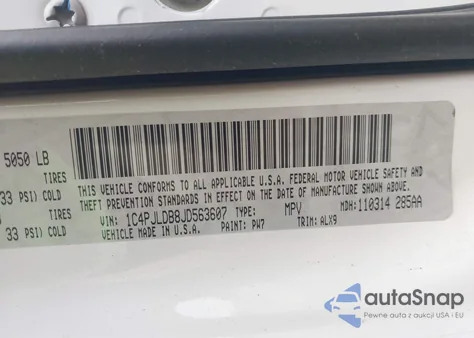 5050 LB
TIRES
33 PSI) COLD
TIRES
33 PSI) COLD
THIS VEHICLE CONFORMS TO ALL APPLICABLE U.S.A. FEDERAL MOTOR VEHICLE SAFETY AND
THEFT PREVENTION STANDARDS IN EFFECT ON THE DATE OF MANUFACTURE SHOWN ABOVE.
VIN: 1C4PJLDB8JD563607 TYPE: MPV MDH: 110314 285AA
VEHICLE MADE IN U.S.A. PAINT: PW7 TRIM: ALX9
autoSnap
Pewne auta z aukcji USA i EU